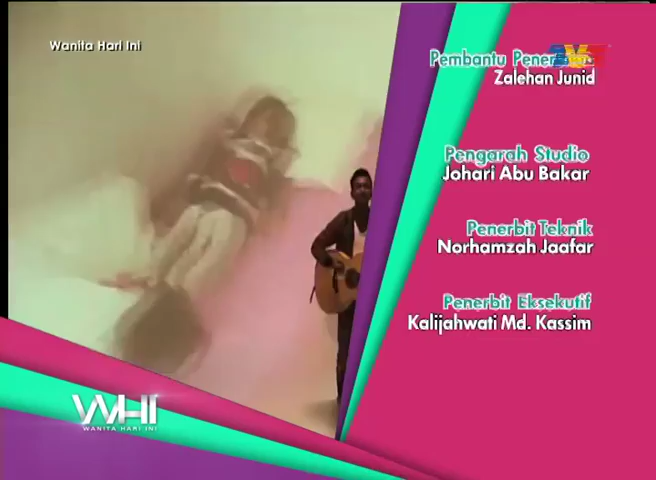 Wanita Hari Ini
Pembantu
Zalehan Junid
Pengarah Studio
Johari Abu Bakar
Penerbit Teknik
Norhamzah Jaafar
Penerbit Eksekutif
Kalijahwati Md. Kassim
WHI
WANITA HARI INI